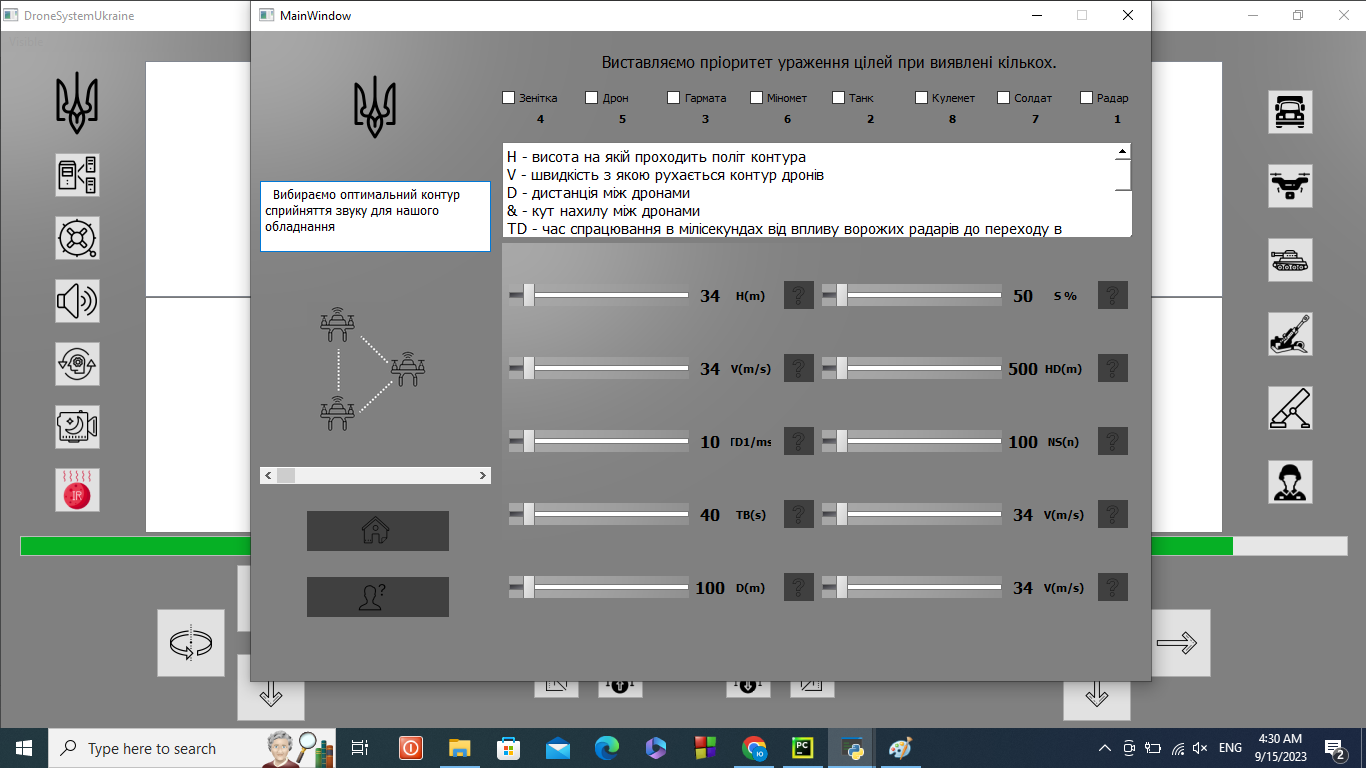 DroneSystemUkraine
MainWindow
Виставляємо пріоритет ураження цілей при виявлені кількох.
Зенітка Дрон Гармата Міномет Танк Кулемет Солдат Радар
4 5 3 6 2 8 7 1
Вибираємо оптимальний контур
сприйняття звуку для нашого
обладнання
H - висота на якій проходить політ контура
V - швидкість з якою рухається контур дронів
D - дистанція між дронами
& - кут нахилу між дронами
TD - час спрацювання в мілісекундах від впливу ворожих радарів до переходу в
34 H(m) ? 50 S % ?
34 V(m/s) ? 500 HD(m) ?
10 TD1/ms ? 100 NS(n) ?
40 TB(s) ? 34 V(m/s) ?
100 D(m) ? 34 V(m/s) ?
IR
Type here to search
PC
ENG
4:30 AM
9/15/2023
2